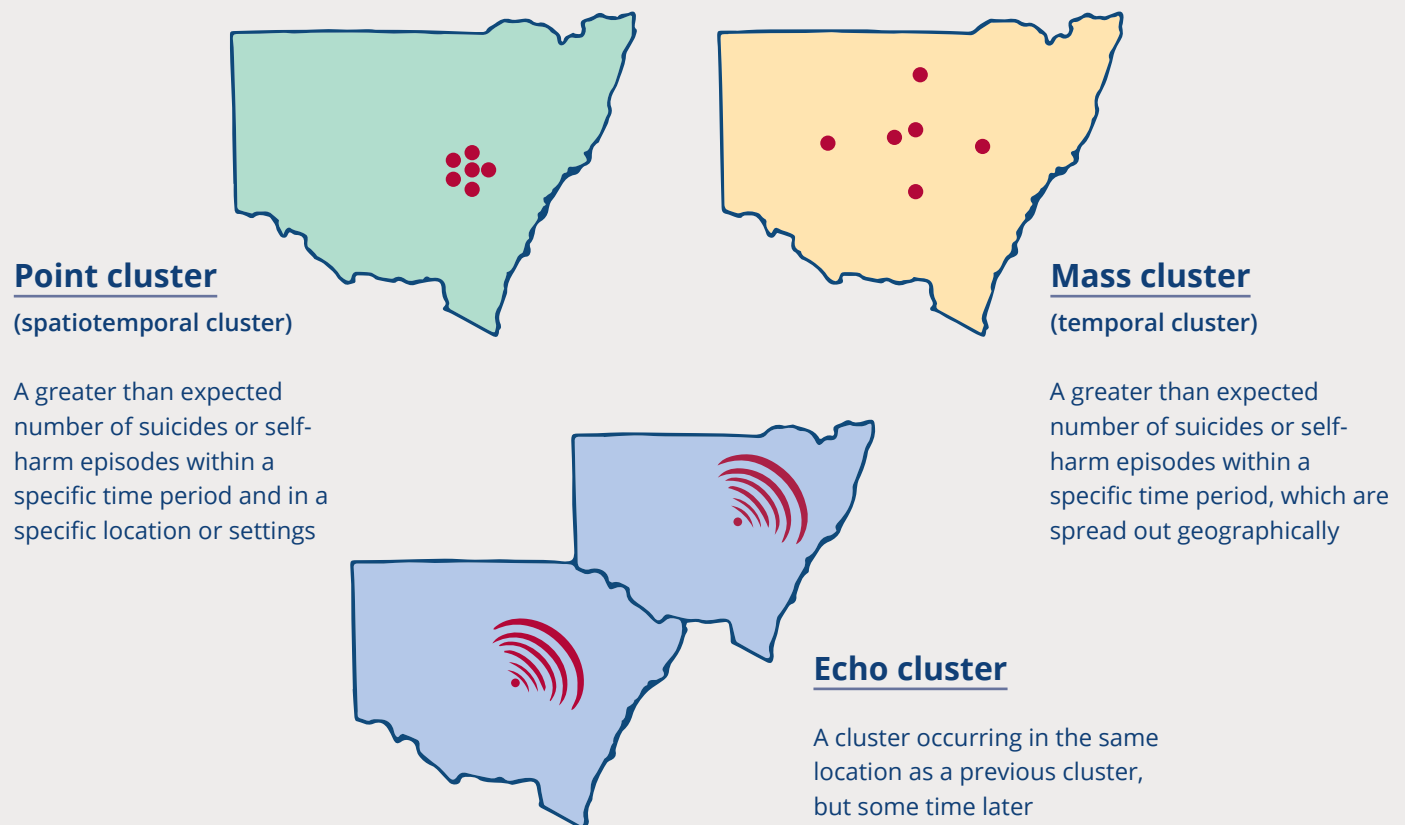 Point cluster
(spatiotemporal cluster)
A greater than expected
number of suicides or self-
harm episodes within a
specific time period and in a
specific location or settings
Mass cluster
(temporal cluster)
A greater than expected
number of suicides or self-
harm episodes within a
specific time period, which are
spread out geographically
Echo cluster
A cluster occurring in the same
location as a previous cluster,
but some time later